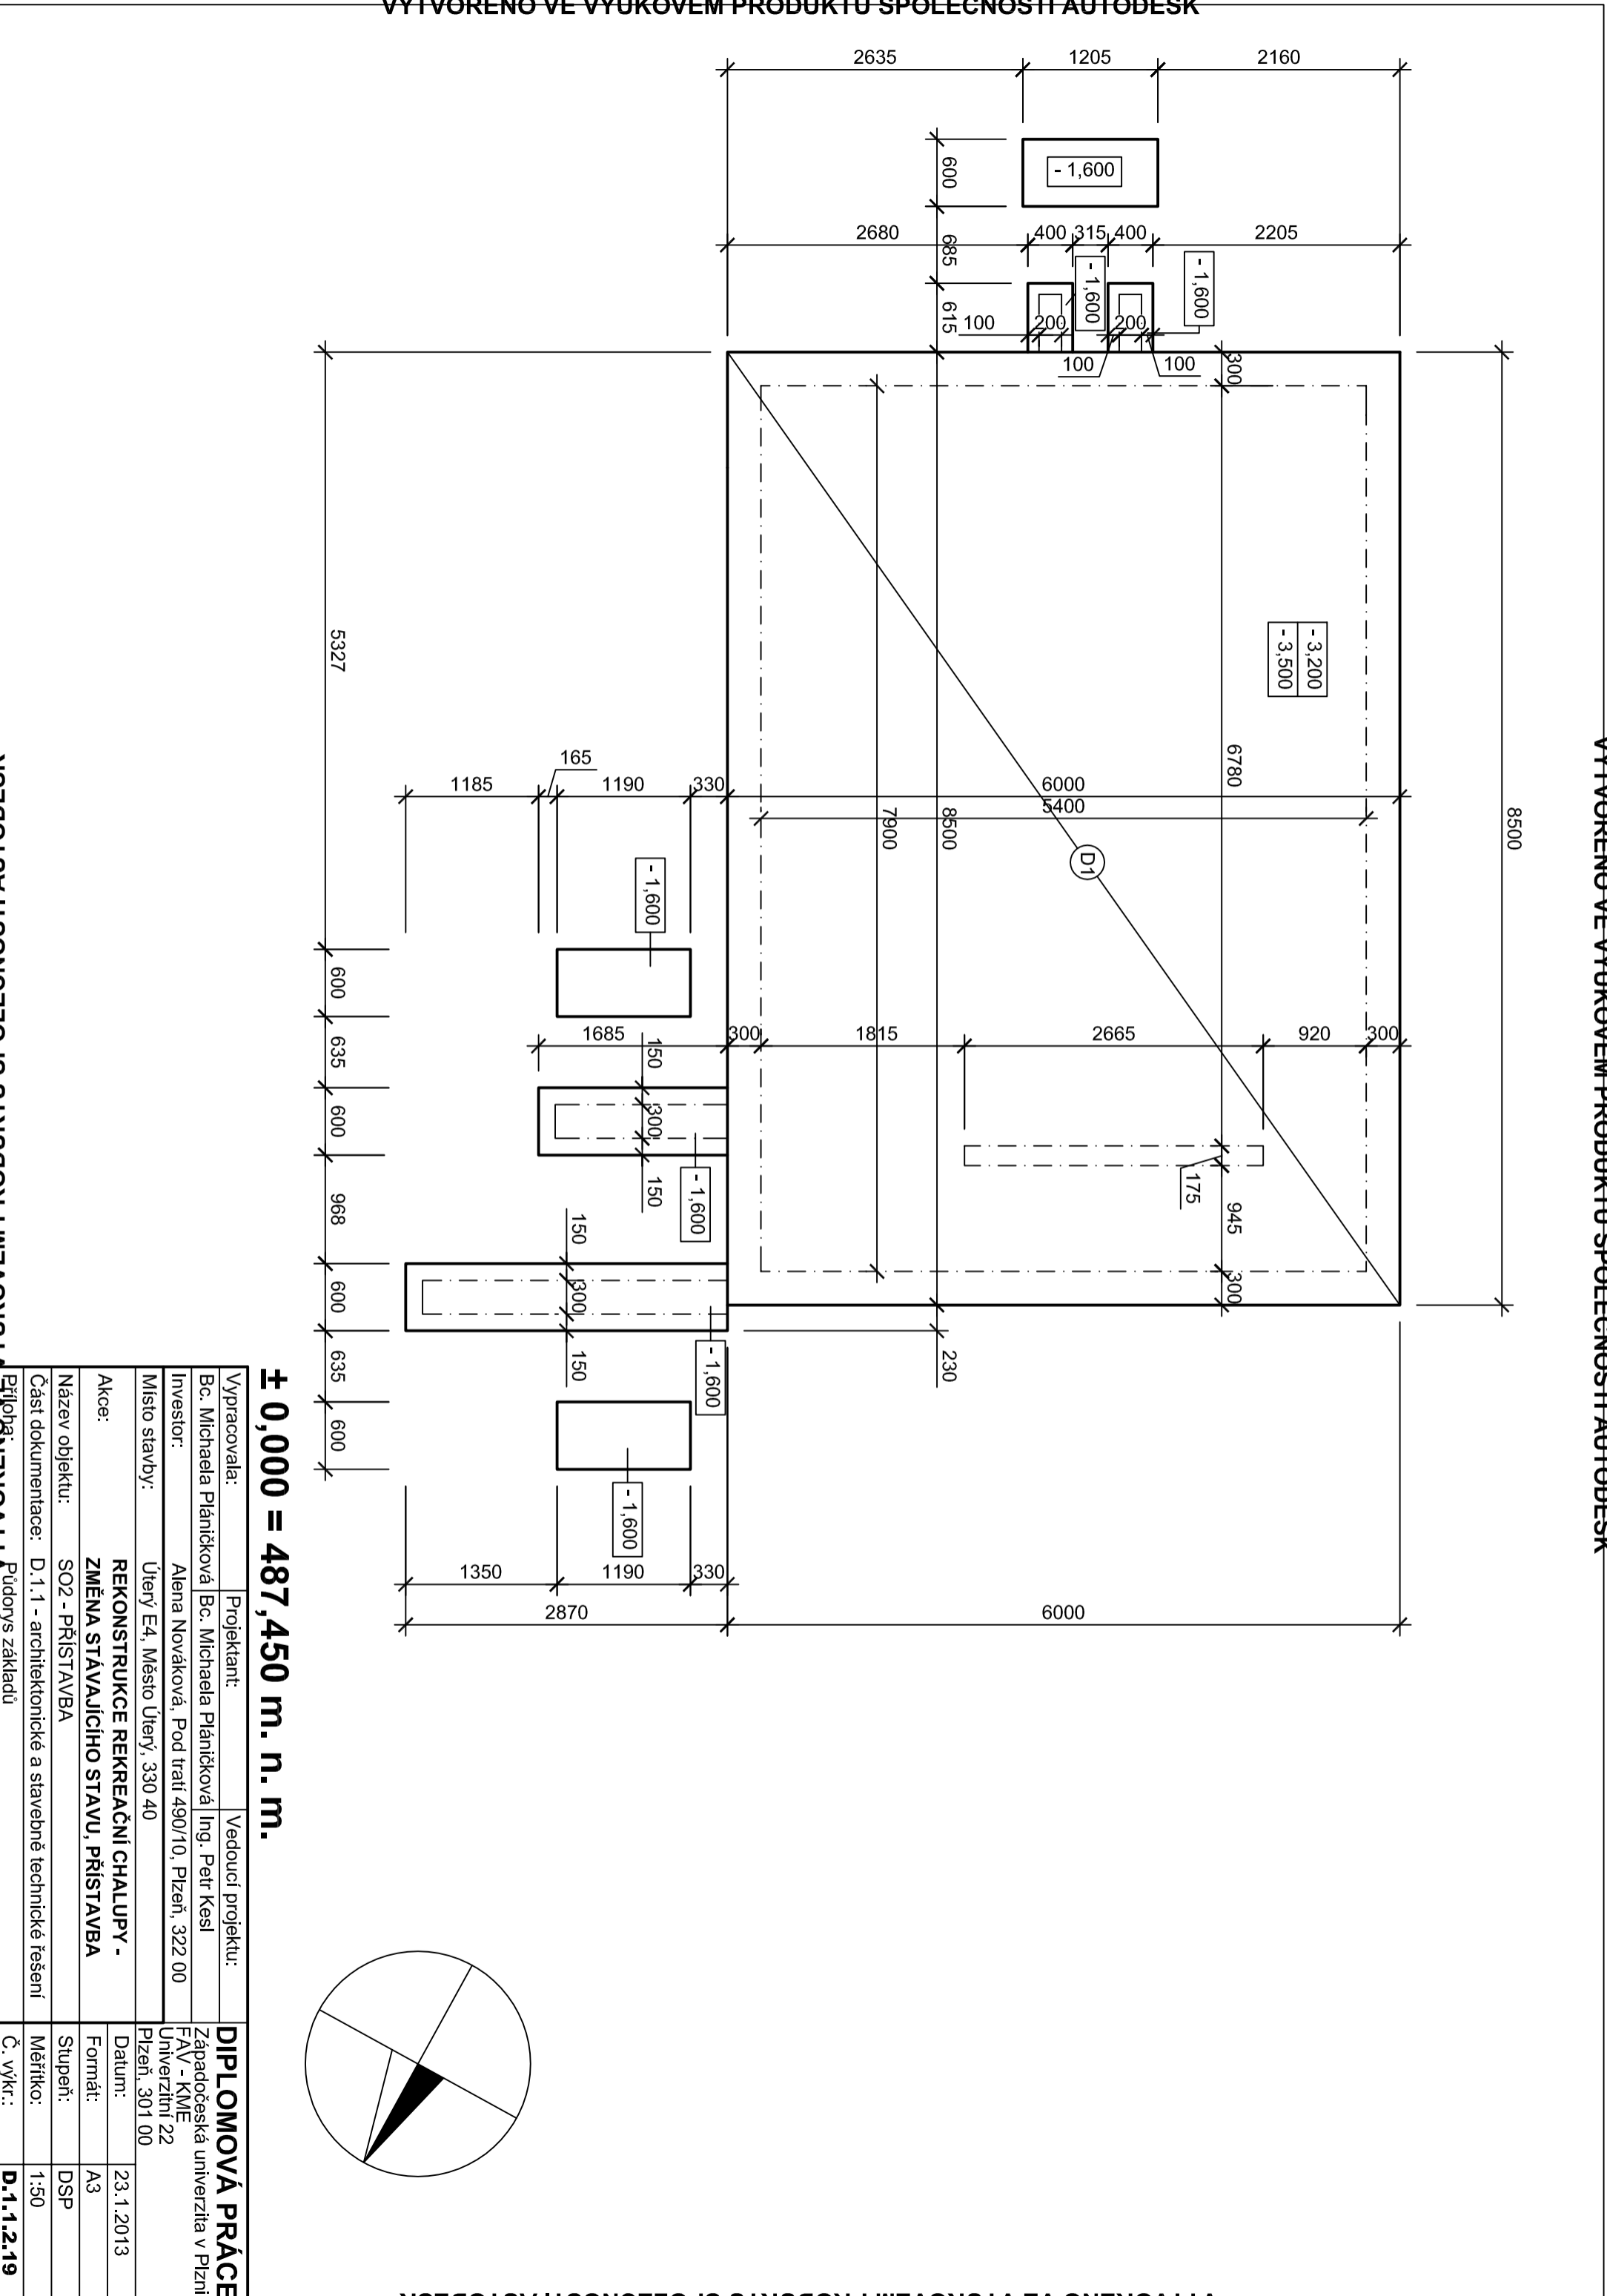 VYTVOŘENO VE VÝUKOVÉM PRODUKTU SPOLEČNOSTI AUTODESK
2635
1205
2160
600
- 1,600
2680
685
400
315
400
2205
- 1,600
- 1,600
615
100
200
200
100
100
300
8500
- 3,200
- 3,500
5327
6780
165
1185
1190
330
6000
5400
7900
8500
D1
- 1,600
600
635
1685
150
300
1815
2665
920
300
600
300
150
- 1,600
175
945
968
150
300
600
300
150
- 1,600
230
635
600
- 1,600
1350
1190
330
2870
6000
VYTVOŘENO VE VÝUKOVÉM PRODUKTU SPOLEČNOSTI AUTODESK
± 0,000 = 487,450 m. n. m.
Vypracovala:
Projektant:
Vedoucí projektu:
Bc. Michaela Pláničková
Bc. Michaela Pláničková
Ing. Petr Kesl
Investor:
Alena Nováková, Pod tratí 490/10, Plzeň, 322 00
Místo stavby:
Úterý E4, Město Úterý, 330 40
Akce:
REKONSTRUKCE REKREAČNÍ CHALUPY -
ZMĚNA STÁVAJÍCÍHO STAVU, PŘÍSTAVBA
Název objektu:
SO2 - PŘÍSTAVBA
Část dokumentace:
D.1.1 - architektonické a stavebně technické řešení
Příloha:
Půdorys základů
DIPLOMOVÁ PRÁCE
Západočeská univerzita v Plzni
FAV - KME
Univerzitní 22
Plzeň, 301 00
Datum:
23.1.2013
Formát:
A3
Stupeň:
DSP
Měřítko:
1:50
Č. výkr.:
D.1.1.2.19